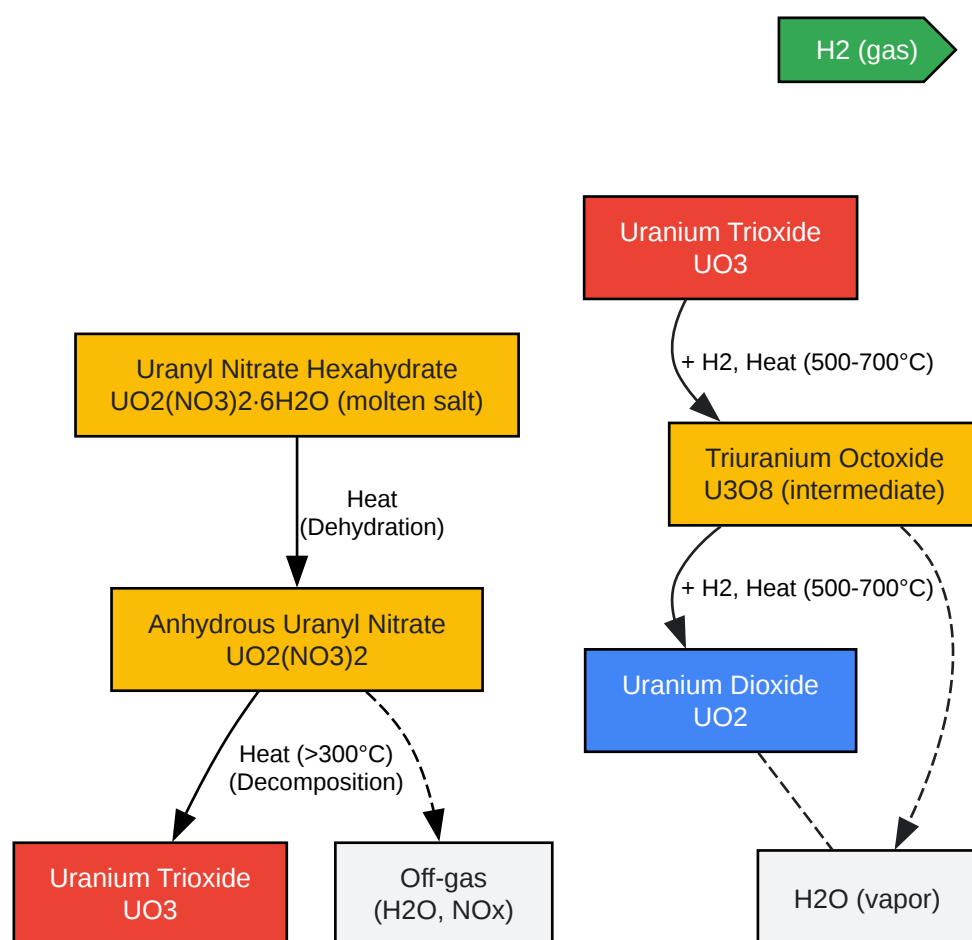 H2 (gas)
Uranium Trioxide
UO3
+ H2, Heat (500-700°C)
Uranyl Nitrate Hexahydrate
UO2(NO3)2·6H2O (molten salt)
Triuranium Octoxide
U3O8 (intermediate)
Heat
(Dehydration)
+ H2, Heat (500-700°C)
Anhydrous Uranyl Nitrate
UO2(NO3)2
Uranium Dioxide
UO2
Heat (>300°C)
(Decomposition)
Uranium Trioxide
UO3
Off-gas
(H2O, NOx)
H2O (vapor)